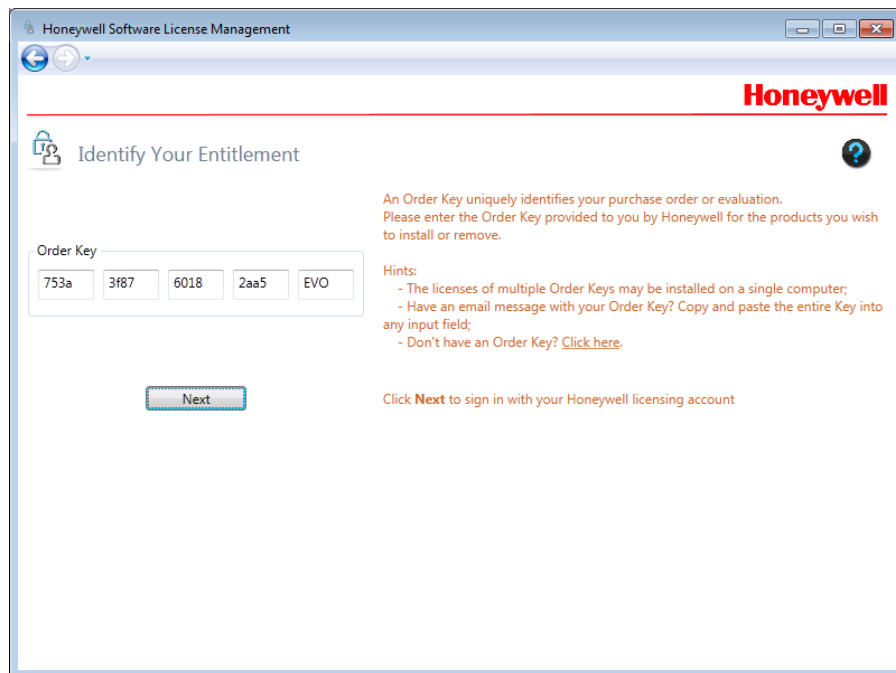 Honeywell Software License Management
Honeywell
Identify Your Entitlement
?
An Order Key uniquely identifies your purchase order or evaluation.
Please enter the Order Key provided to you by Honeywell for the products you wish
to install or remove.
Order Key
753a 3f87 6018 2aa5 EVO
Hints:
- The licenses of multiple Order Keys may be installed on a single computer;
- Have an email message with your Order Key? Copy and paste the entire Key into
any input field;
- Don't have an Order Key? Click here.
Next
Click Next to sign in with your Honeywell licensing account